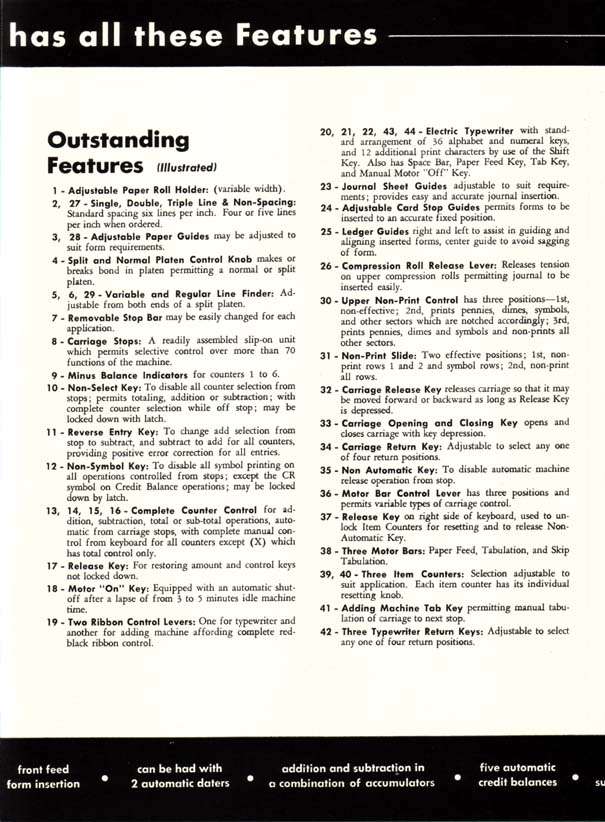 has all these Features
Outstanding
Features (Illustrated)
1 - Adjustable Paper Roll Holder: (variable width).
2, 27 - Single, Double, Triple Line & Non-Spacing:
Standard spacing six lines per inch. Four or five lines
per inch when ordered.
3, 28 - Adjustable Paper Guides may be adjusted to
suit form requirements.
4 - Split and Normal Platen Control Knob makes or
breaks bond in platen permitting a normal or split
platen.
5, 6, 29 - Variable and Regular Line Finder: Ad-
justable from both ends of a split platen.
7 - Removable Stop Bar may be easily changed for each
application.
8 - Carriage Stops: A readily assembled slip-on unit
which permits selective control over more than 70
functions of the machine.
9 - Minus Balance Indicators for counters 1 to 6.
10 - Non-Select Key: To disable all counter selection from
stops; permits totaling, addition or subtraction; with
complete counter selection while off stop; may be
locked down with latch.
11 - Reverse Entry Key: To change add selection from
stop to subtract, and subtract to add for all counters,
providing positive error correction for all entries.
12 - Non-Symbol Key: To disable all symbol printing on
all operations controlled from stops; except the CR
symbol on Credit Balance operations; may be locked
down by latch.
13, 14, 15, 16 - Complete Counter Control for ad-
dition, subtraction, total or sub-total operations, auto-
matic from carriage stops, with complete manual con-
trol from keyboard for all counters except (X) which
has total control only.
17 - Release Key: For restoring amount and control keys
not locked down.
18 - Motor "On" Key: Equipped with an automatic shut-
off after a lapse of from 3 to 5 minutes idle machine
time.
19 - Two Ribbon Control Levers: One for typewriter and
another for adding machine affording complete red-
black ribbon control.
20, 21, 22, 43, 44 - Electric Typewriter with stand-
ard arrangement of 36 alphabet and numeral keys,
and 12 additional print characters by use of the Shift
Key. Also has Space Bar, Paper Feed Key, Tab Key,
and Manual Motor "Off" Key.
23 - Journal Sheet Guides adjustable to suit require-
ments; provides easy and accurate journal insertion.
24 - Adjustable Card Stop Guides permits forms to be
inserted to an accurate fixed position.
25 - Ledger Guides right and left to assist in guiding and
aligning inserted forms, center guide to avoid sagging
of form.
26 - Compression Roll Release Lever: Releases tension
on upper compression rolls permitting journal to be
inserted easily.
30 - Upper Non-Print Control has three positions—1st,
non-effective; 2nd, prints pennies, dimes, symbols,
and other sectors which are notched accordingly; 3rd,
prints pennies, dimes and symbols and non-prints all
other sectors.
31 - Non-Print Slide: Two effective positions; 1st, non-
print rows 1 and 2 and symbol rows; 2nd, non-print
all rows.
32 - Carriage Release Key releases carriage so that it may
be moved forward or backward as long as Release Key
is depressed.
33 - Carriage Opening and Closing Key opens and
closes carriage with key depression.
34 - Carriage Return Key: Adjustable to select any one
of four return positions.
35 - Non Automatic Key: To disable automatic machine
release operation from stop.
36 - Motor Bar Control Lever has three positions and
permits variable types of carriage control.
37 - Release Key on right side of keyboard, used to un-
lock Item Counters for resetting and to release Non-
Automatic Key.
38 - Three Motor Bars: Paper Feed, Tabulation, and Skip
Tabulation.
39, 40 - Three Item Counters: Selection adjustable to
suit application. Each item counter has its individual
resetting knob.
41 - Adding Machine Tab Key permitting manual tabu-
lation of carriage to next stop.
42 - Three Typewriter Return Keys: Adjustable to select
any one of four return positions.
front feed
form insertion
•
can be had with
2 automatic daters
•
addition and subtraction in
a combination of accumulators
•
five automatic
credit balances
•
su